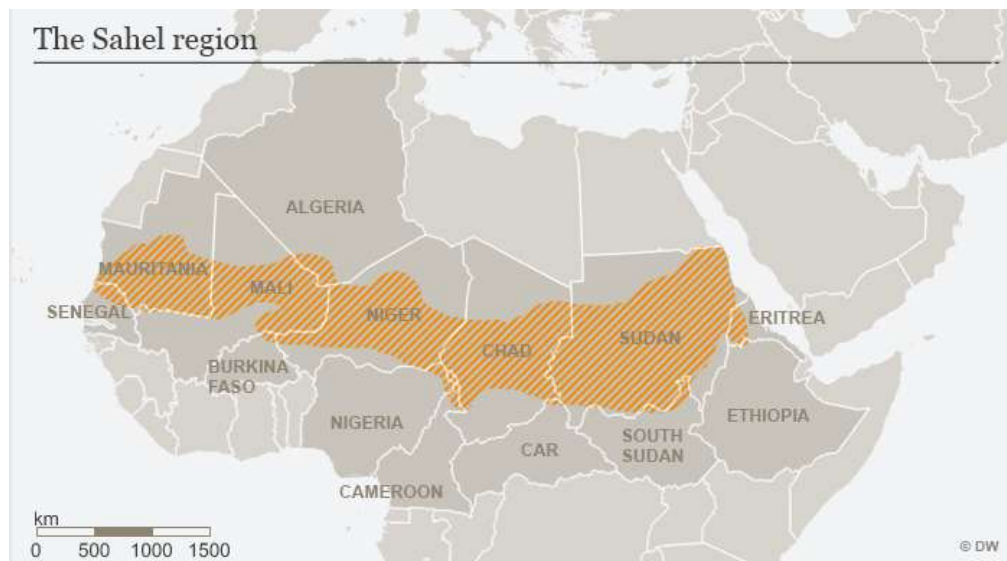 The Sahel region
ALGERIA
MAURITANIA
MALI
SENEGAL
NIGER
CHAD
SUDAN
ERITREA
BURKINA
FASO
NIGERIA
CAR
SOUTH
SUDAN
ETHIOPIA
CAMEROON
km
0 500 1000 1500
© DW